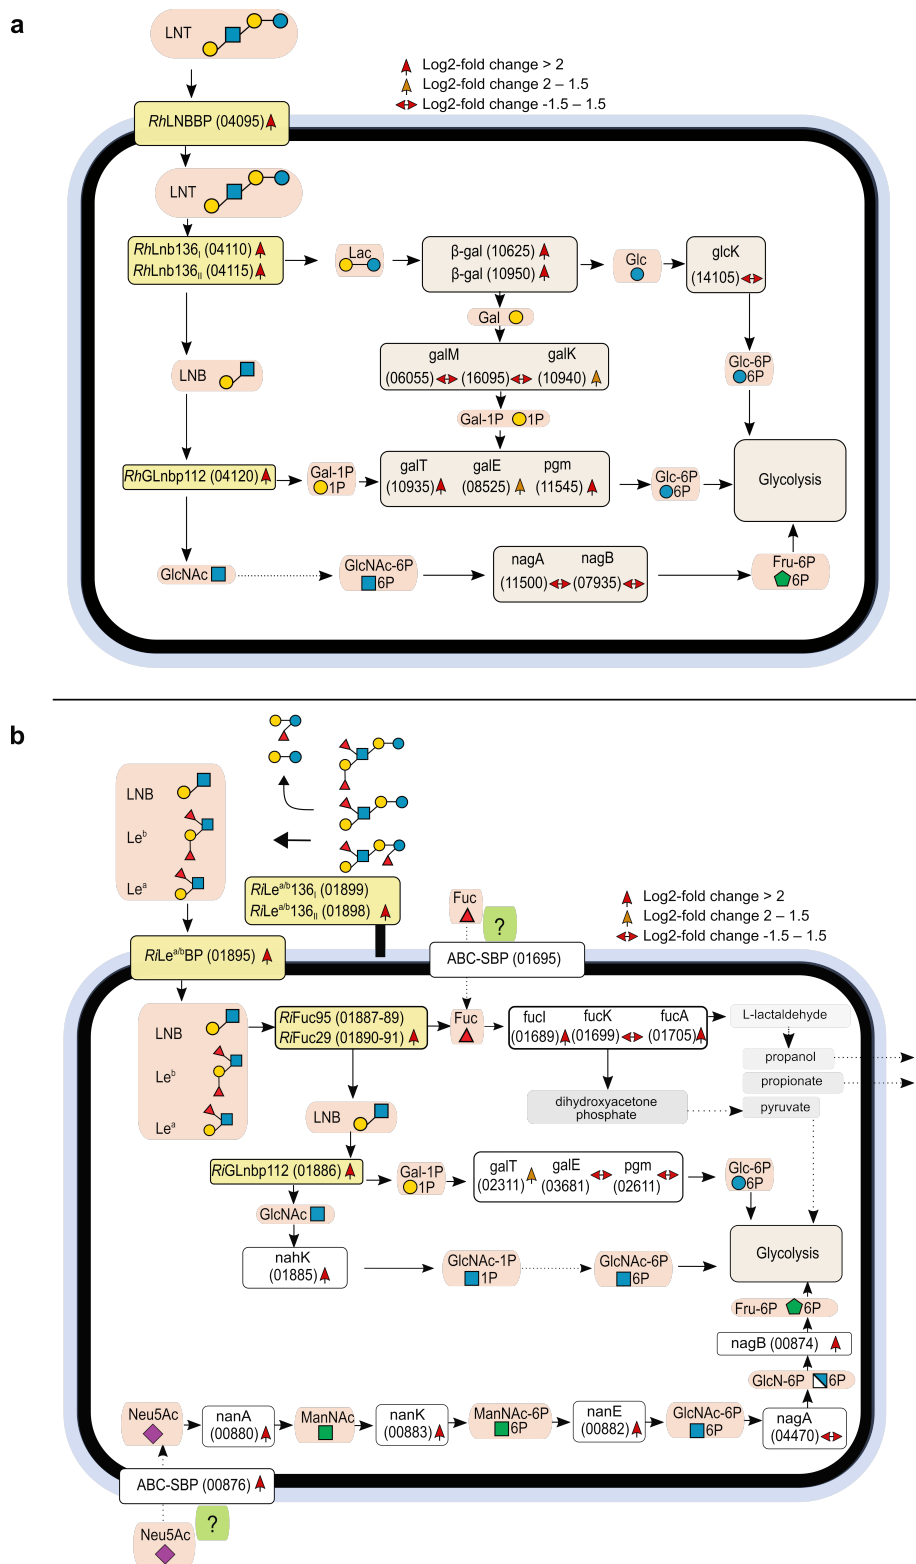 a
LNT
Log2-fold change > 2
Log2-fold change 2 – 1.5
Log2-fold change -1.5 – 1.5
RhLNBBP (04095)
LNT
RhLnb136I (04110)
RhLnb136II (04115)
Lac
β-gal (10625)
β-gal (10950)
Glc
glcK
(14105)
Gal
galM galK
(06055) (16095) (10940)
Glc-6P
6P
LNB
Gal-1P 1P
RhGLnbp112 (04120)
Gal-1P
1P
galT galE pgm
(10935) (08525) (11545)
Glc-6P
6P
Glycolysis
GlcNAc
GlcNAc-6P
6P
nagA nagB
(11500) (07935)
Fru-6P
6P
b
LNB
Leb
Lea
RiLea/b136I (01899)
RiLea/b136II (01898)
Fuc
?
Log2-fold change > 2
Log2-fold change 2 – 1.5
Log2-fold change -1.5 – 1.5
RiLea/bBP (01895)
ABC-SBP (01695)
LNB
Leb
Lea
RiFuc95 (01887-89)
RiFuc29 (01890-91)
Fuc
fucI fucK fucA
(01689) (01699) (01705)
L-lactaldehyde
propanol
propionate
pyruvate
dihydroxyacetone
phosphate
LNB
RiGLnbp112 (01886)
Gal-1P
1P
galT galE pgm
(02311) (03681) (02611)
Glc-6P
6P
GlcNAc
nahK
(01885)
GlcNAc-1P
1P
GlcNAc-6P
6P
Glycolysis
Fru-6P 6P
nagB (00874)
GlcN-6P 6P
Neu5Ac
nanA
(00880)
ManNAc
nanK
(00883)
ManNAc-6P
6P
nanE
(00882)
GlcNAc-6P
6P
nagA
(04470)
ABC-SBP (00876)
Neu5Ac
?